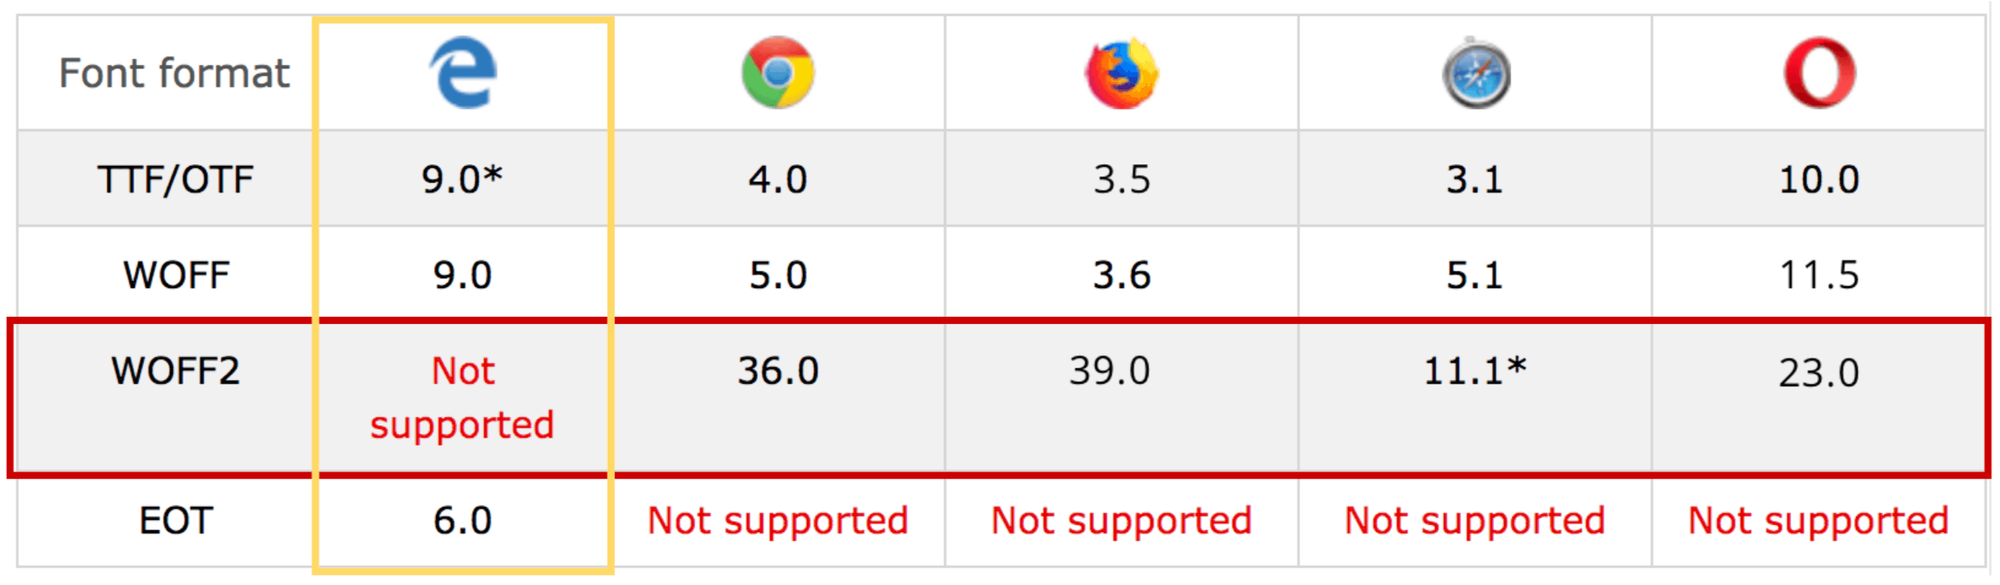 Font format
TTF/OTF 9.0* 4.0 3.5 3.1 10.0
WOFF 9.0 5.0 3.6 5.1 11.5
WOFF2 Not supported 36.0 39.0 11.1* 23.0
EOT 6.0 Not supported Not supported Not supported Not supported